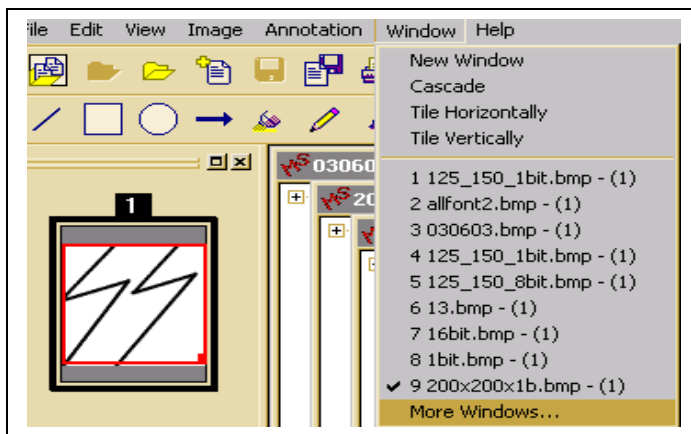 File Edit View Image Annotation Window Help
New Window
Cascade
Tile Horizontally
Tile Vertically
1 125_150_1bit.bmp - (1)
2 allfont2.bmp - (1)
3 030603.bmp - (1)
4 125_150_1bit.bmp - (1)
5 125_150_8bit.bmp - (1)
6 13.bmp - (1)
7 16bit.bmp - (1)
8 1bit.bmp - (1)
9 200x200x1b.bmp - (1)
More Windows...
1
03060
20